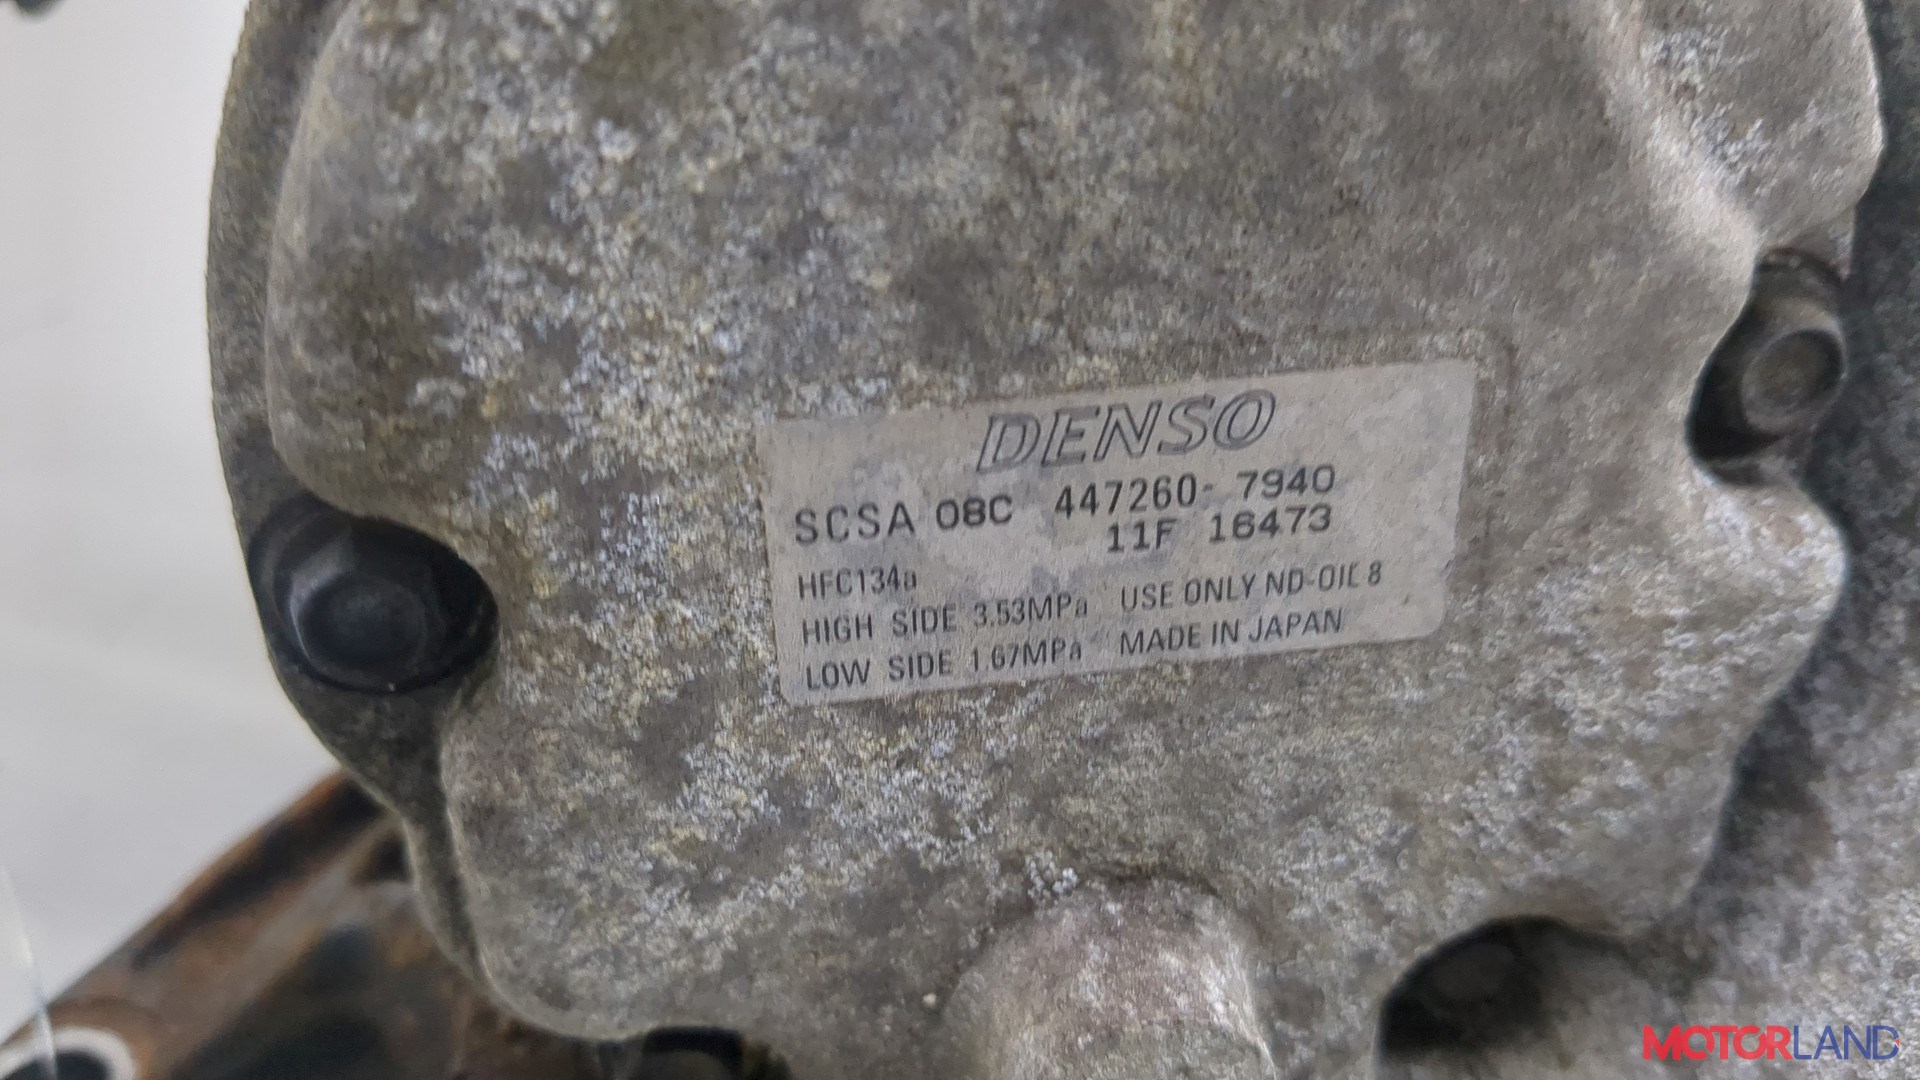 DENSO
SCSA 08C 447260-7940
11F 16473
HFC134a
HIGH SIDE 3.53MPa USE ONLY ND-OIL 8
LOW SIDE 1.67MPa MADE IN JAPAN
MOTORLAND